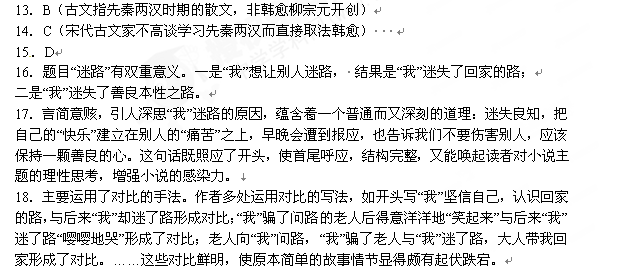 13．B（古文指先秦两汉时期的散文，非韩愈柳宗元开创）
14．C（宋代古文家不高谈学习先秦两汉而直接取法韩愈）
15．D
16．题目“迷路”有双重意义。一是“我”想让别人迷路，结果是“我”迷失了回家的路；
二是“我”迷失了善良本性之路。
17．言简意赅，引人深思“我”迷路的原因，蕴含着一个普通而又深刻的道理：迷失良知，把
自己的“快乐”建立在别人的“痛苦”之上，早晚会遭到报应，也告诉我们不要伤害别人，应该
保持一颗善良的心。这句话既照应了开头，使首尾呼应，结构完整，又能唤起读者对小说主
题的理性思考，增强小说的感染力。
18．主要运用了对比的手法。作者多处运用对比的写法，如开头写“我”坚信自己，认识回家
的路，与后来“我”却迷了路形成对比；“我”骗了问路的老人后得意洋洋地“笑起来”与后来“我”
迷了路“嘤嘤地哭”形成了对比；老人向“我”问路，“我”骗了老人与“我”迷了路，大人带我回
家形成了对比。……这些对比鲜明，使原本简单的故事情节显得颇有起伏跌宕。